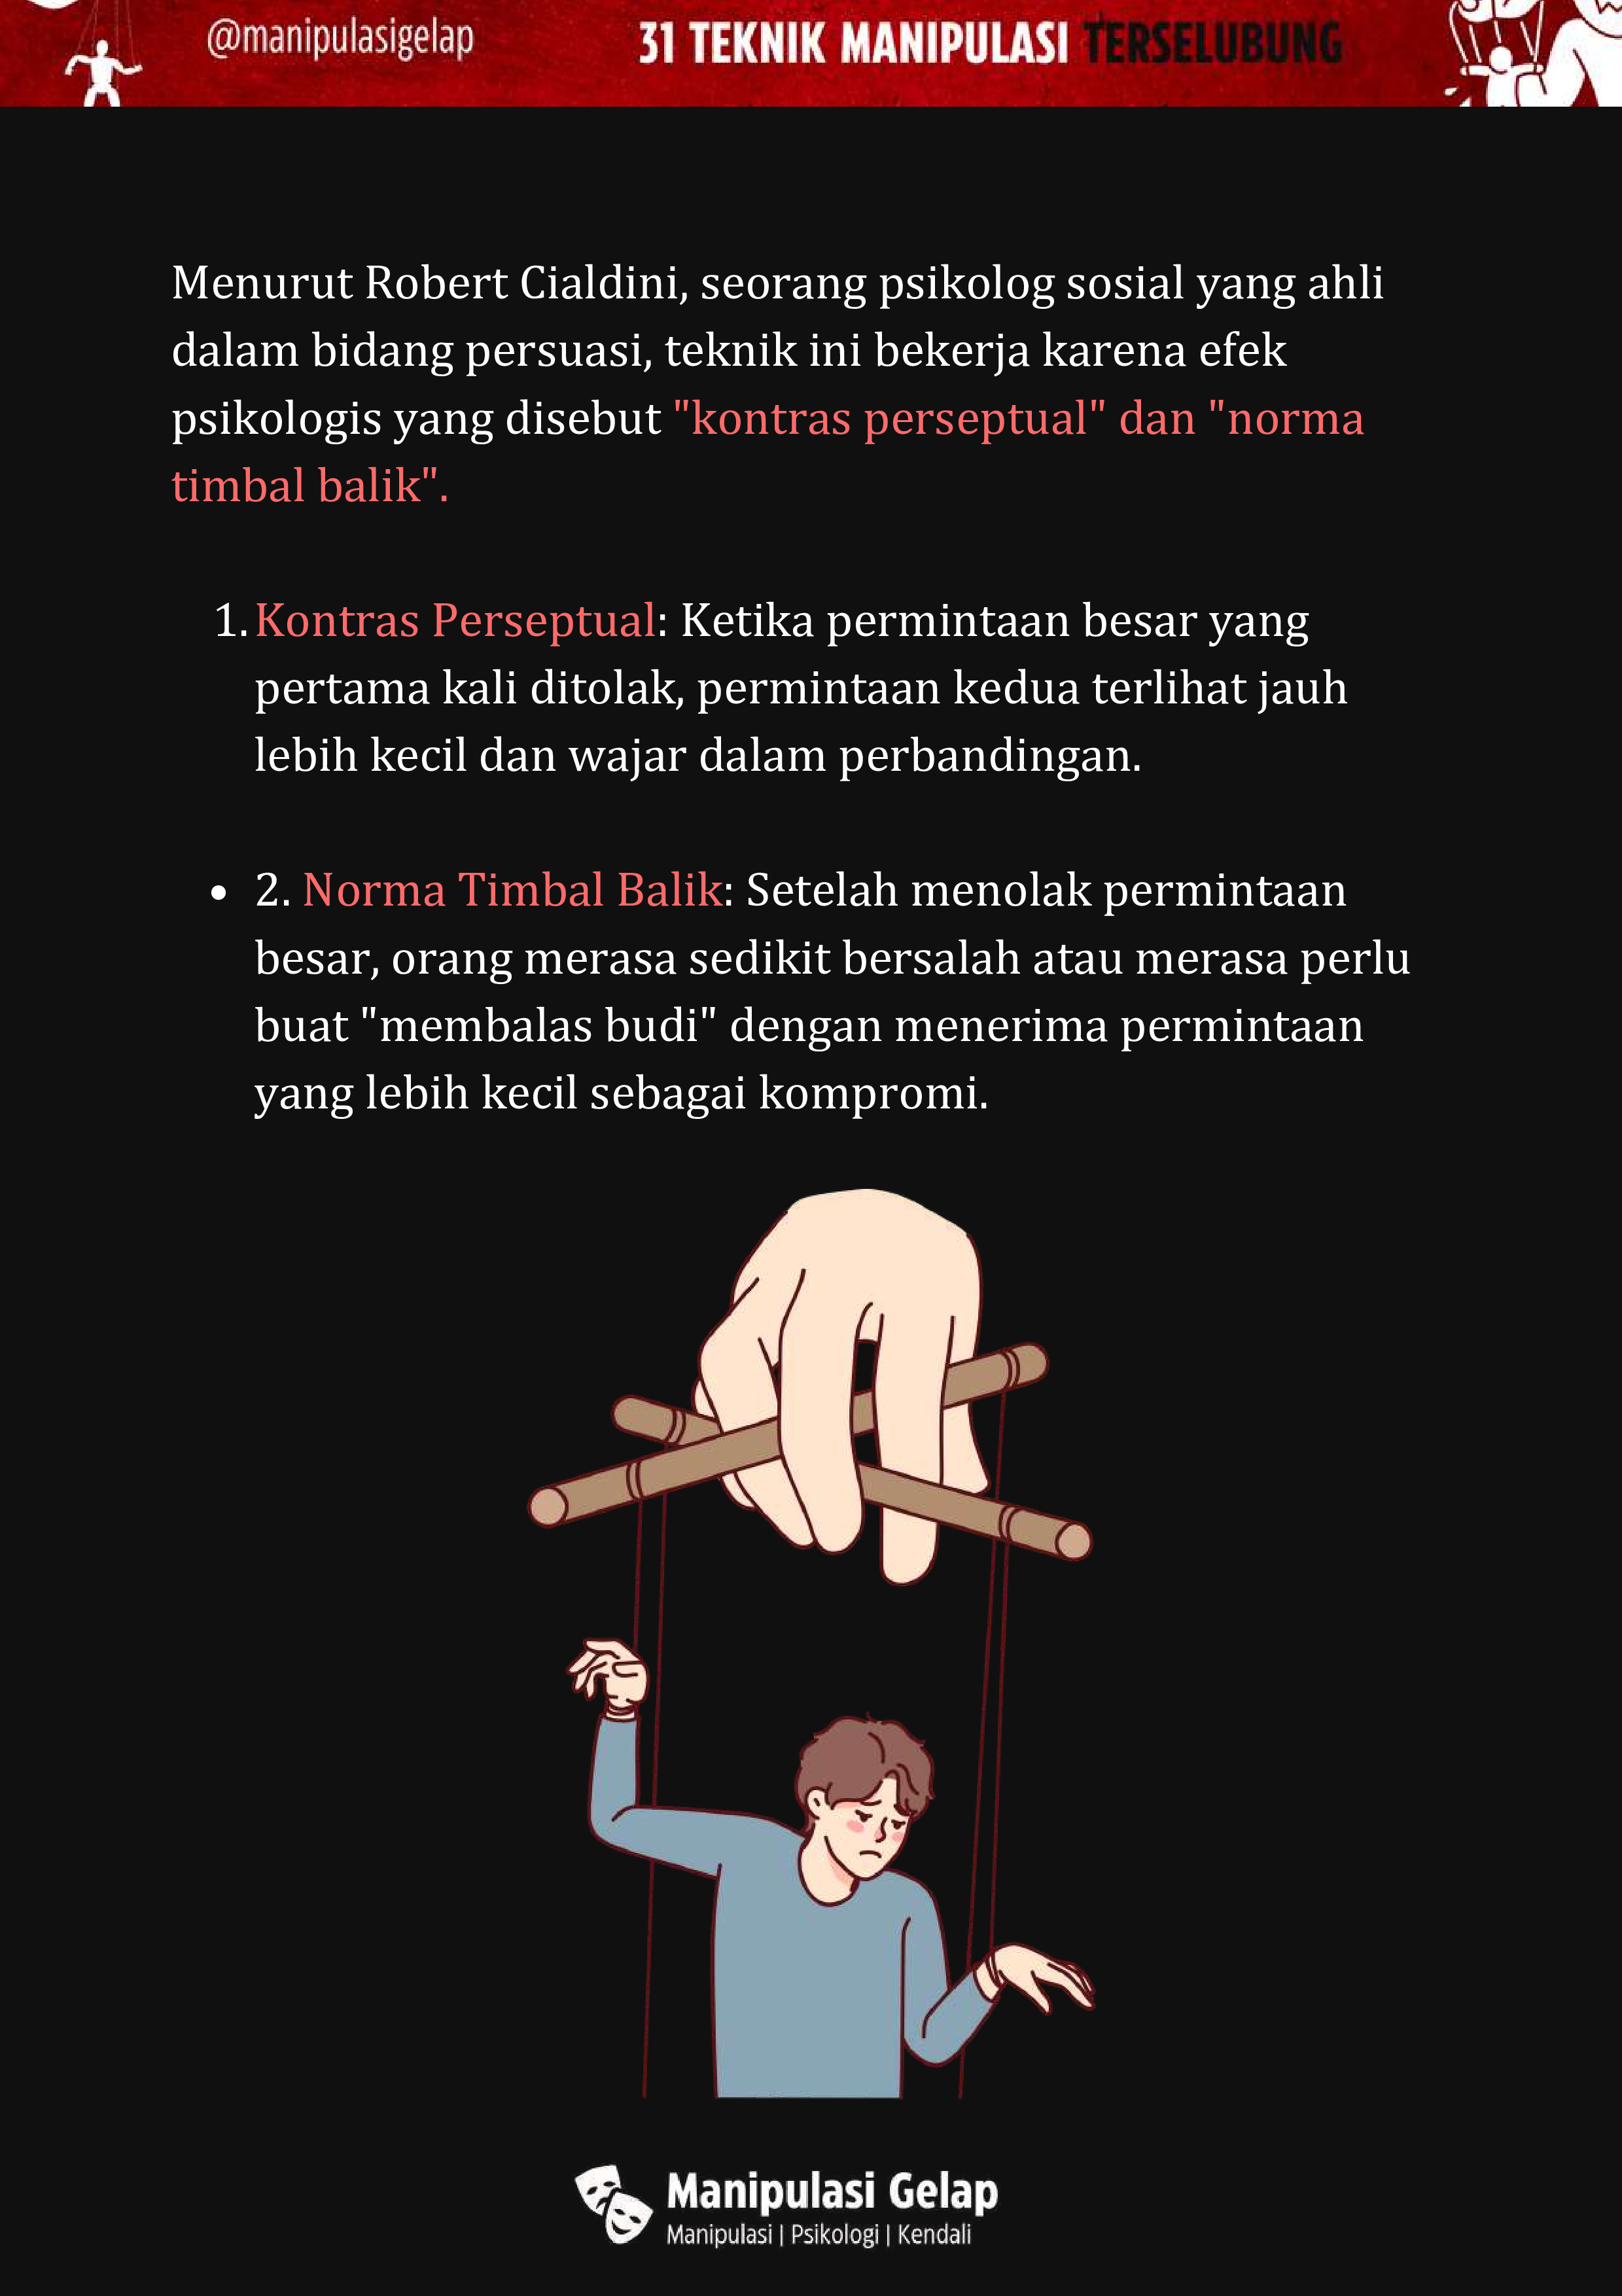 @manipulasigelap
31 TEKNIK MANIPULASI TERSELUBUNG
Menurut Robert Cialdini, seorang psikolog sosial yang ahli
dalam bidang persuasi, teknik ini bekerja karena efek
psikologis yang disebut "kontras perseptual" dan "norma
timbal balik".
1. Kontras Perseptual: Ketika permintaan besar yang
pertama kali ditolak, permintaan kedua terlihat jauh
lebih kecil dan wajar dalam perbandingan.
• 2. Norma Timbal Balik: Setelah menolak permintaan
besar, orang merasa sedikit bersalah atau merasa perlu
buat "membalas budi" dengan menerima permintaan
yang lebih kecil sebagai kompromi.
Manipulasi Gelap
Manipulasi | Psikologi | Kendali